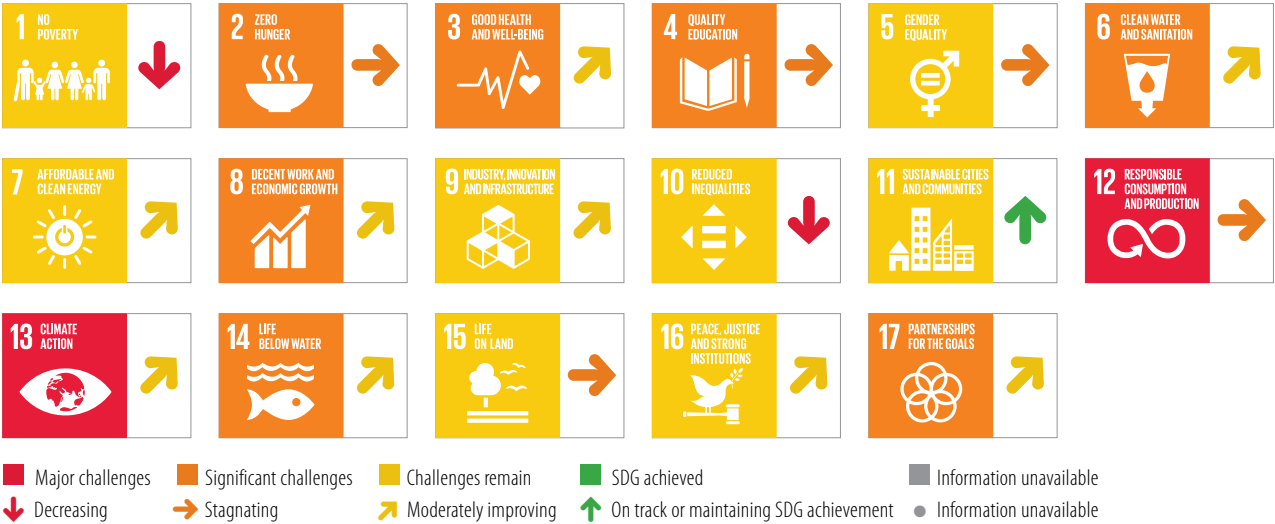 1 NO
POVERTY
2 ZERO
HUNGER
3 GOOD HEALTH
AND WELL-BEING
4 QUALITY
EDUCATION
5 GENDER
EQUALITY
6 CLEAN WATER
AND SANITATION
7 AFFORDABLE AND
CLEAN ENERGY
8 DECENT WORK AND
ECONOMIC GROWTH
9 INDUSTRY, INNOVATION
AND INFRASTRUCTURE
10 REDUCED
INEQUALITIES
11 SUSTAINABLE CITIES
AND COMMUNITIES
12 RESPONSIBLE
CONSUMPTION
AND PRODUCTION
13 CLIMATE
ACTION
14 LIFE
BELOW WATER
15 LIFE
ON LAND
16 PEACE, JUSTICE
AND STRONG
INSTITUTIONS
17 PARTNERSHIPS
FOR THE GOALS
Major challenges Significant challenges Challenges remain SDG achieved Information unavailable
Decreasing Stagnating Moderately improving On track or maintaining SDG achievement Information unavailable